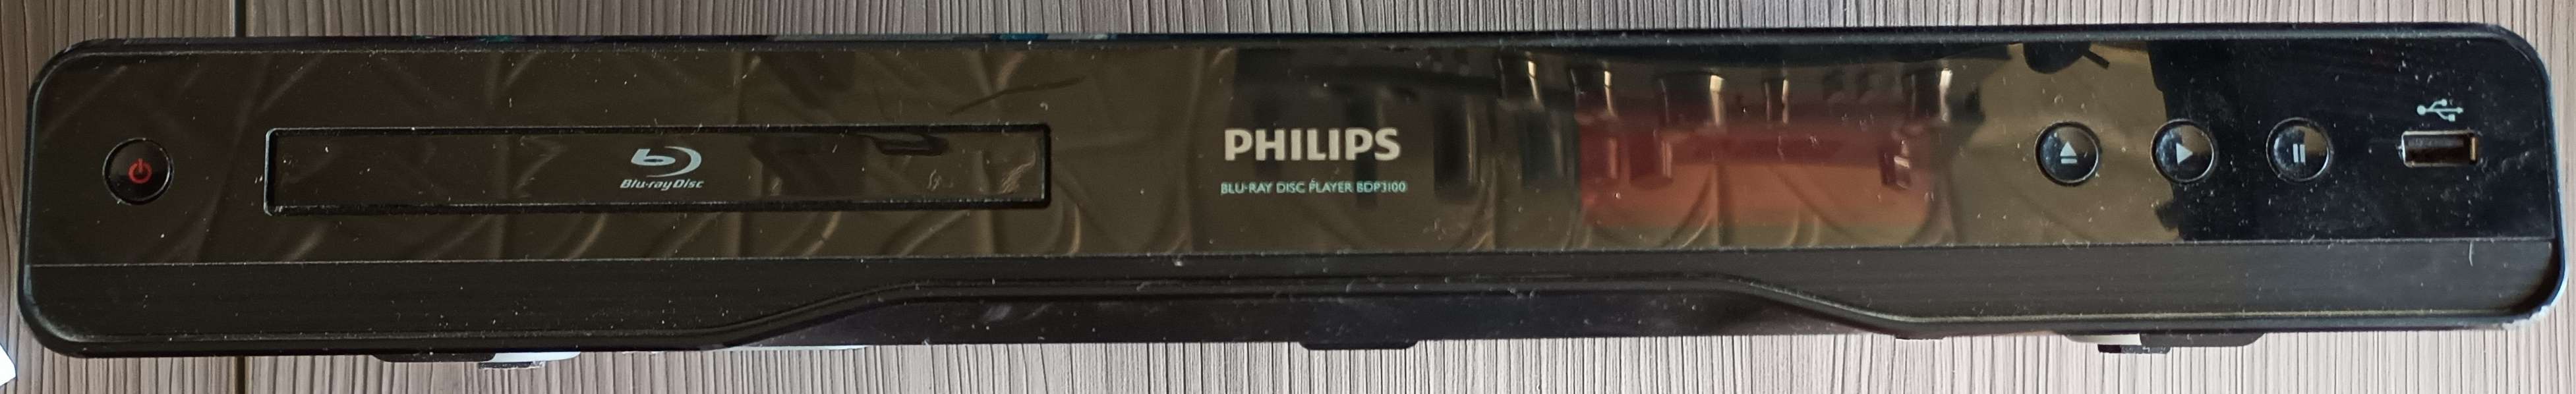 Blu-ray Disc
PHILIPS
BLU-RAY DISC PLAYER BDP3100